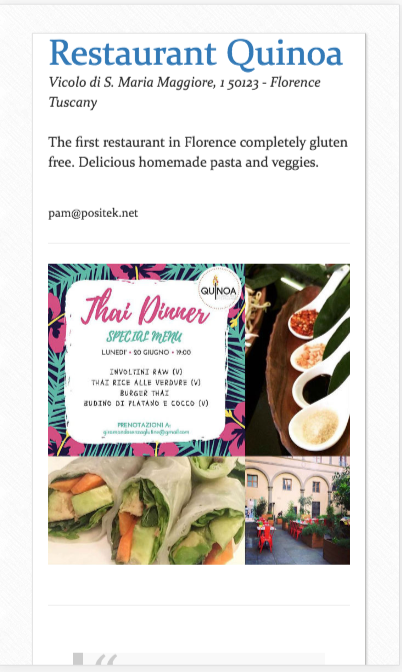 Restaurant Quinoa
Vicolo di S. Maria Maggiore, 1 50123 - Florence
Tuscany
The first restaurant in Florence completely gluten
free. Delicious homemade pasta and veggies.
pam@positek.net
QUINOA
Thai Dinner
SPECIAL MENU
LUNEDI' • 20 GIUGNO • 19:00
INVOLTINI RAW (V)
THAI RICE ALLE VERDURE (V)
BURGER THAI
BUDINO DI PLATANO E COCCO (V)
PRENOTAZIONI A:
“